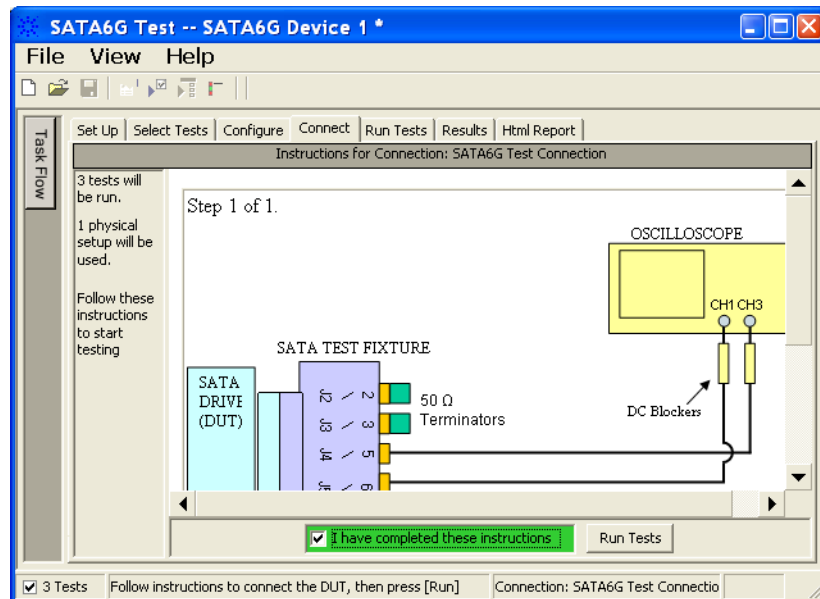 SATA6G Test -- SATA6G Device 1 *
File View Help
Task Flow
Set Up Select Tests Configure Connect Run Tests Results Html Report
Instructions for Connection: SATA6G Test Connection
3 tests will
be run.
1 physical
setup will be
used.
Follow these
instructions
to start
testing
Step 1 of 1.
OSCILLOSCOPE
CH1 CH3
SATA TEST FIXTURE
SATA
DRIVE
(DUT)
J2 / 2
J3 / 3
J4 / 5
J5 / 6
50 Ω
Terminators
DC Blockers
I have completed these instructions
Run Tests
3 Tests
Follow instructions to connect the DUT, then press [Run]
Connection: SATA6G Test Connectio